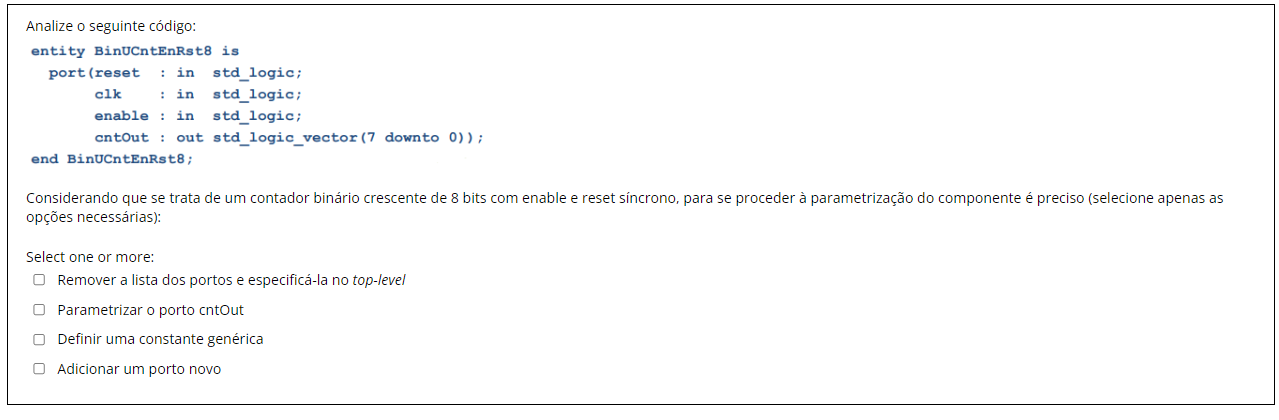 Analize o seguinte código:
entity BinUCntEnRst8 is
port(reset : in std_logic;
clk : in std_logic;
enable : in std_logic;
cntOut : out std_logic_vector(7 downto 0));
end BinUCntEnRst8;
Considerando que se trata de um contador binário crescente de 8 bits com enable e reset síncrono, para se proceder à parametrização do componente é preciso (selecione apenas as
opções necessárias):
Select one or more:
Remover a lista dos portos e especificá-la no top-level
Parametrizar o porto cntOut
Definir uma constante genérica
Adicionar um porto novo